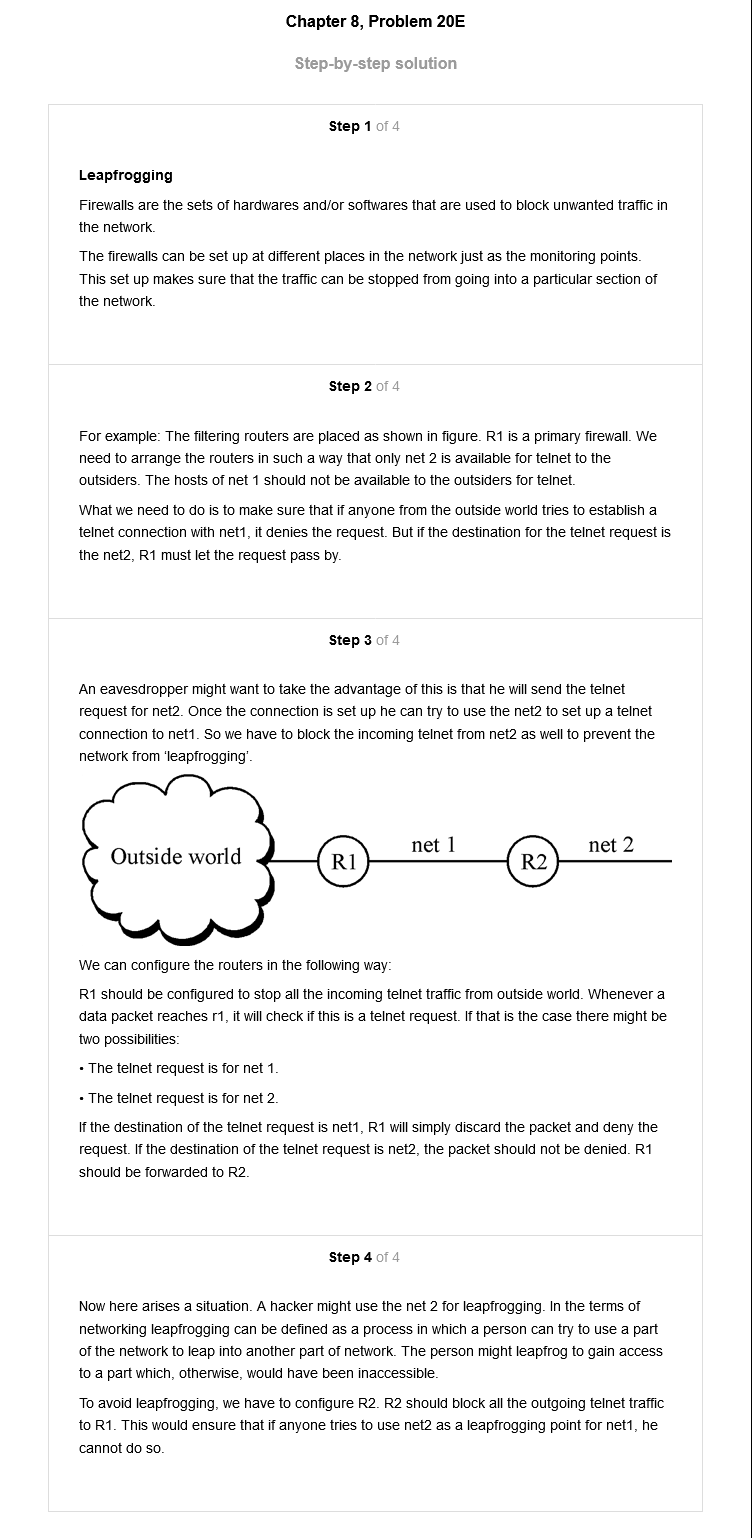 Chapter 8, Problem 20E
Step-by-step solution
Step 1 of 4
Leapfrogging
Firewalls are the sets of hardwares and/or softwares that are used to block unwanted traffic in
the network.
The firewalls can be set up at different places in the network just as the monitoring points.
This set up makes sure that the traffic can be stopped from going into a particular section of
the network.
Step 2 of 4
For example: The filtering routers are placed as shown in figure. R1 is a primary firewall. We
need to arrange the routers in such a way that only net 2 is available for telnet to the
outsiders. The hosts of net 1 should not be available to the outsiders for telnet.
What we need to do is to make sure that if anyone from the outside world tries to establish a
telnet connection with net1, it denies the request. But if the destination for the telnet request is
the net2, R1 must let the request pass by.
Step 3 of 4
An eavesdropper might want to take the advantage of this is that he will send the telnet
request for net2. Once the connection is set up he can try to use the net2 to set up a telnet
connection to net1. So we have to block the incoming telnet from net2 as well to prevent the
network from ‘leapfrogging’.
Outside world
R1
net 1
R2
net 2
We can configure the routers in the following way:
R1 should be configured to stop all the incoming telnet traffic from outside world. Whenever a
data packet reaches r1, it will check if this is a telnet request. If that is the case there might be
two possibilities:
• The telnet request is for net 1.
• The telnet request is for net 2.
If the destination of the telnet request is net1, R1 will simply discard the packet and deny the
request. If the destination of the telnet request is net2, the packet should not be denied. R1
should be forwarded to R2.
Step 4 of 4
Now here arises a situation. A hacker might use the net 2 for leapfrogging. In the terms of
networking leapfrogging can be defined as a process in which a person can try to use a part
of the network to leap into another part of network. The person might leapfrog to gain access
to a part which, otherwise, would have been inaccessible.
To avoid leapfrogging, we have to configure R2. R2 should block all the outgoing telnet traffic
to R1. This would ensure that if anyone tries to use net2 as a leapfrogging point for net1, he
cannot do so.